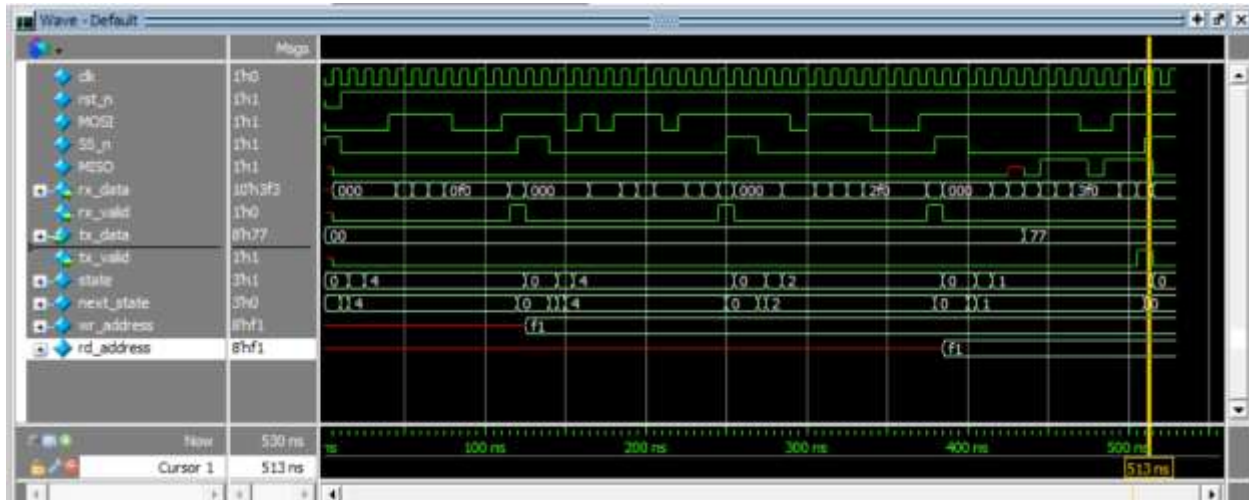 Wave - Default
Msgs
clk 1'h0
rst_n 1'h1
MOSI 1'h1
SS_n 1'h1
MISO 1'h1
rx_data 10'h3f3 000 0f0 000 000 2f0 000 3f0
rx_valid 1'h0
tx_data 8'h77 00 77
tx_valid 1'h1
state 3'h1 0 4 0 4 0 2 0 1 0
next_state 3'h0 4 0 4 0 2 0 1 0
wr_address 8'hf1 f1
rd_address 8'hf1 f1
Now 530 ns ns 100 ns 200 ns 300 ns 400 ns 500 ns
Cursor 1 513 ns 513 ns